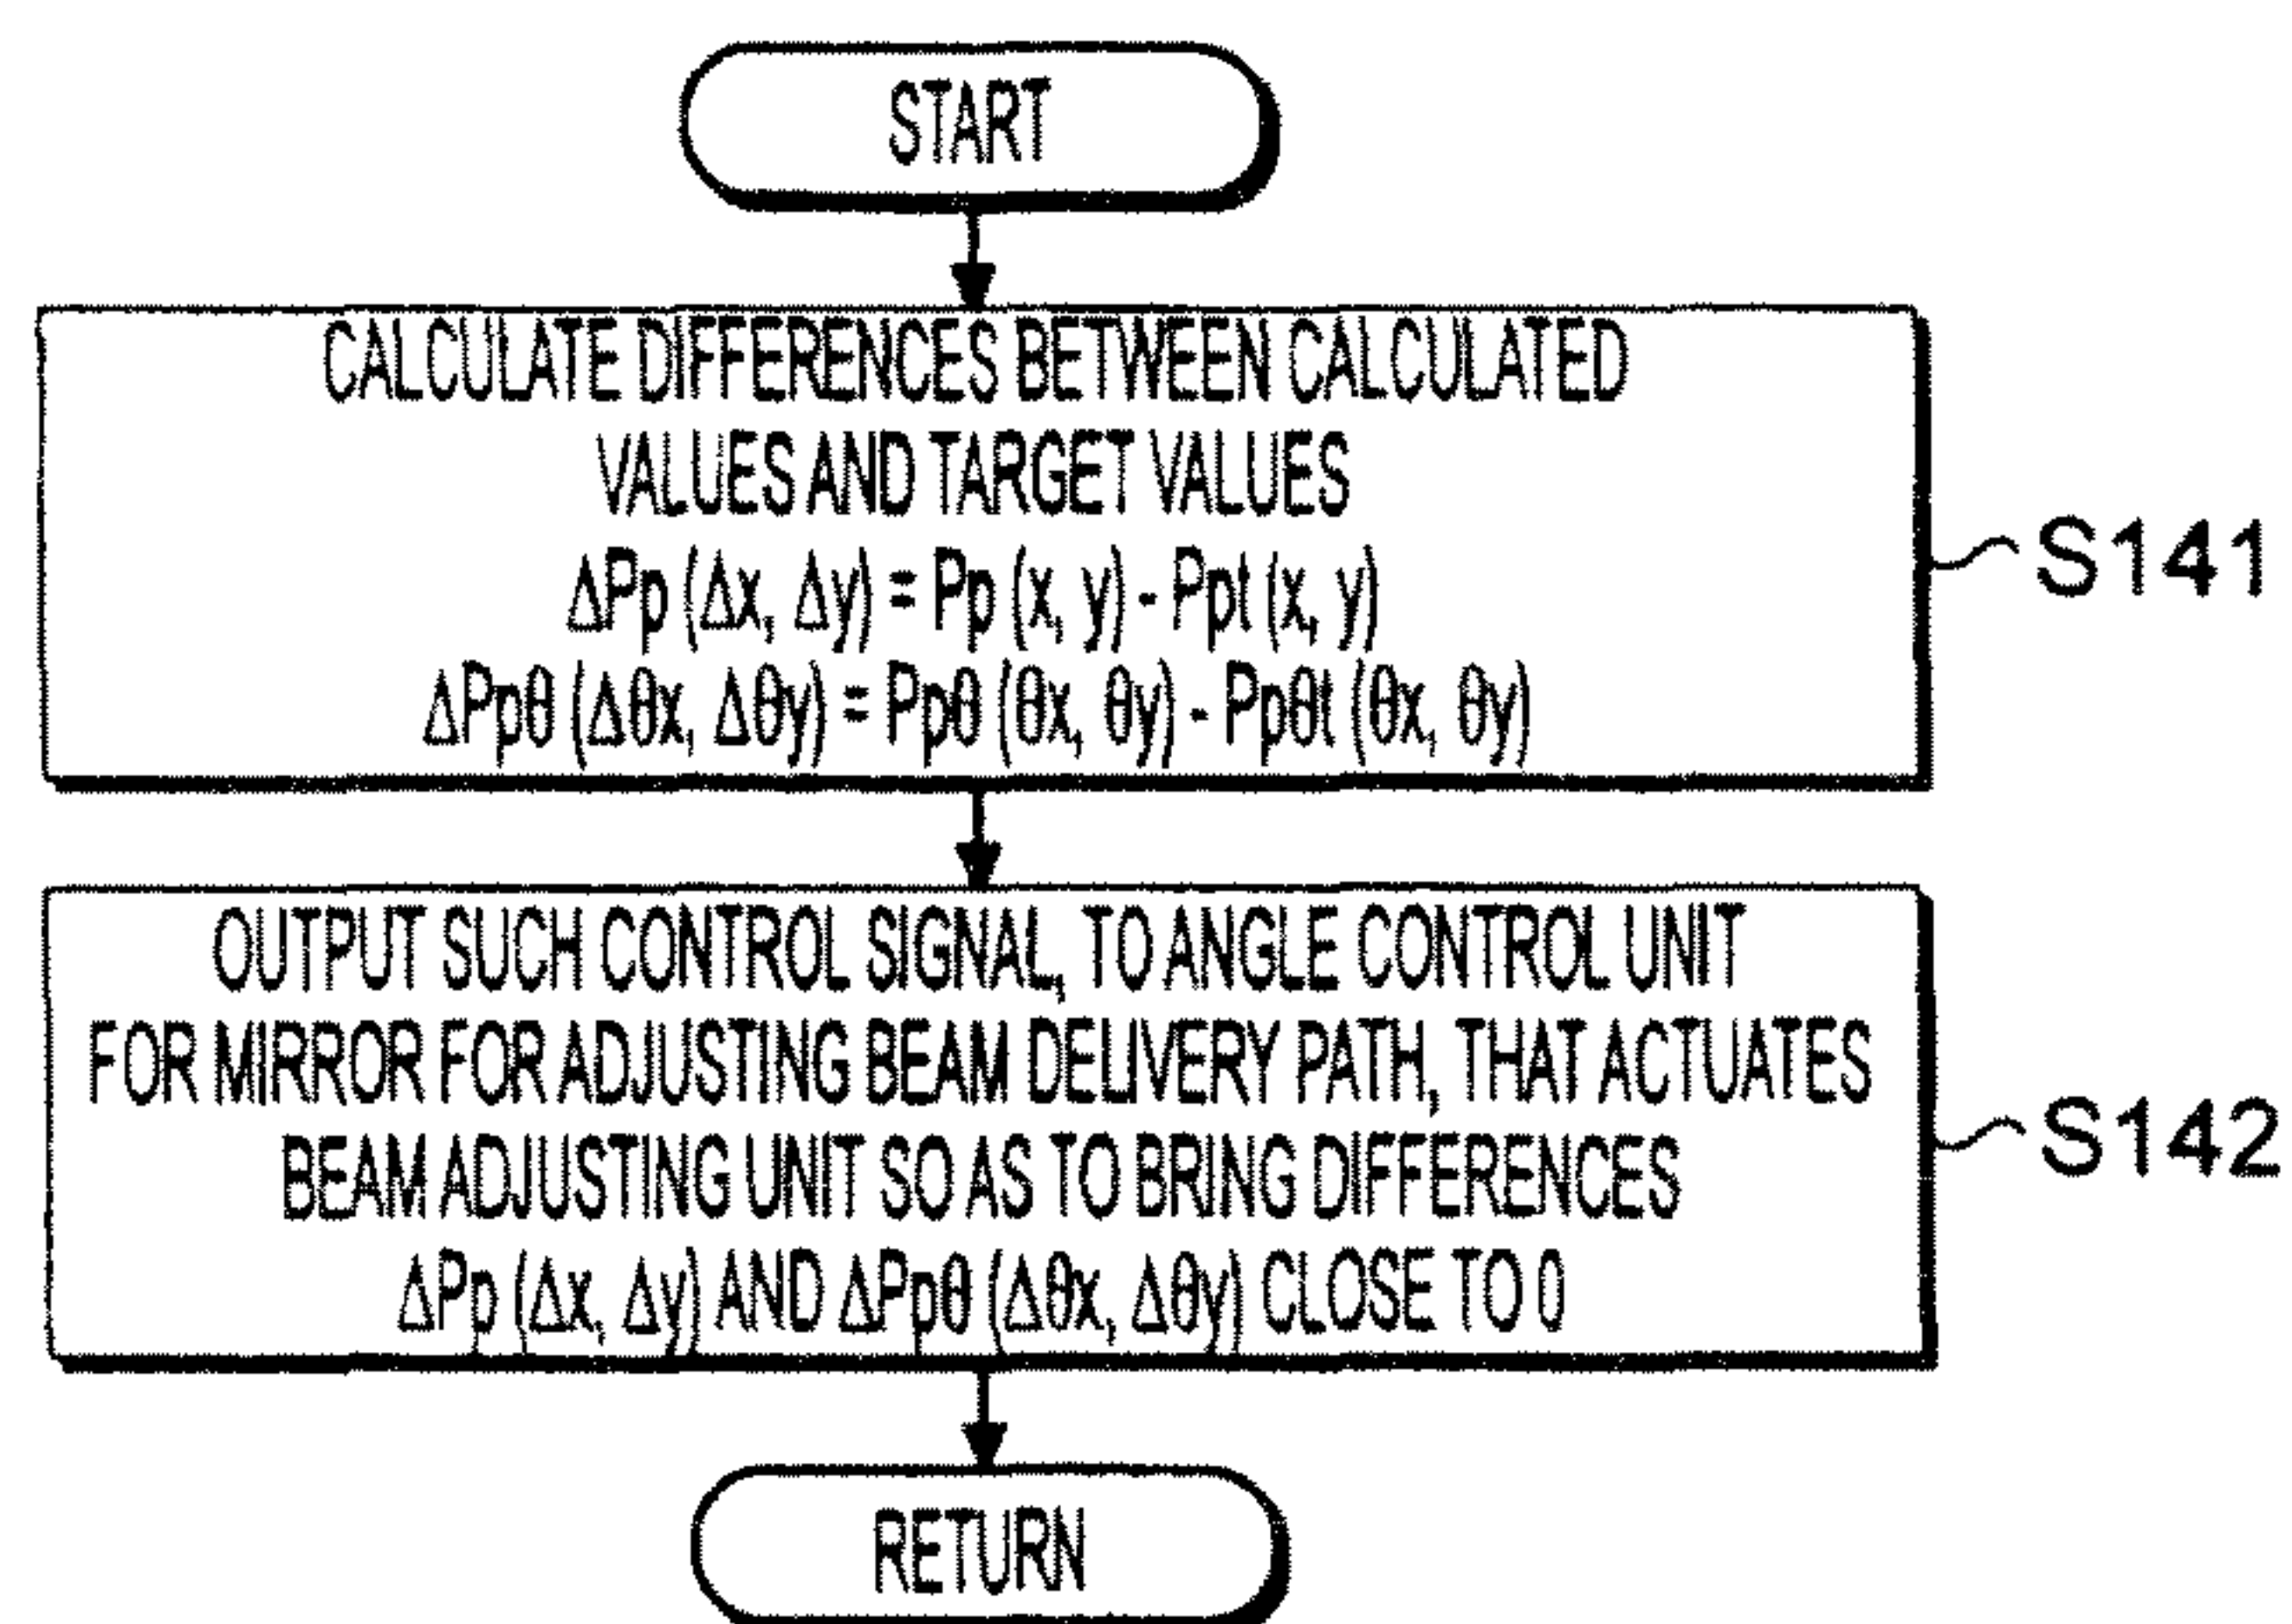 START
CALCULATE DIFFERENCES BETWEEN CALCULATED
VALUES AND TARGET VALUES
ΔPp (Δx, Δy) = Pp (x, y) - Ppt (x, y)
ΔPpθ (Δθx, Δθy) = Ppθ (θx, θy) - Ppθt (θx, θy)
S141
OUTPUT SUCH CONTROL SIGNAL, TO ANGLE CONTROL UNIT
FOR MIRROR FOR ADJUSTING BEAM DELIVERY PATH, THAT ACTUATES
BEAM ADJUSTING UNIT SO AS TO BRING DIFFERENCES
ΔPp (Δx, Δy) AND ΔPpθ (Δθx, Δθy) CLOSE TO 0
S142
RETURN